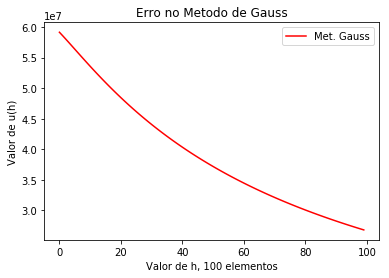 Erro no Metodo de Gauss
1e7
Met. Gauss
6.0
5.5
5.0
4.5
4.0
3.5
3.0
Valor de u(h)
0
20
40
60
80
100
Valor de h, 100 elementos